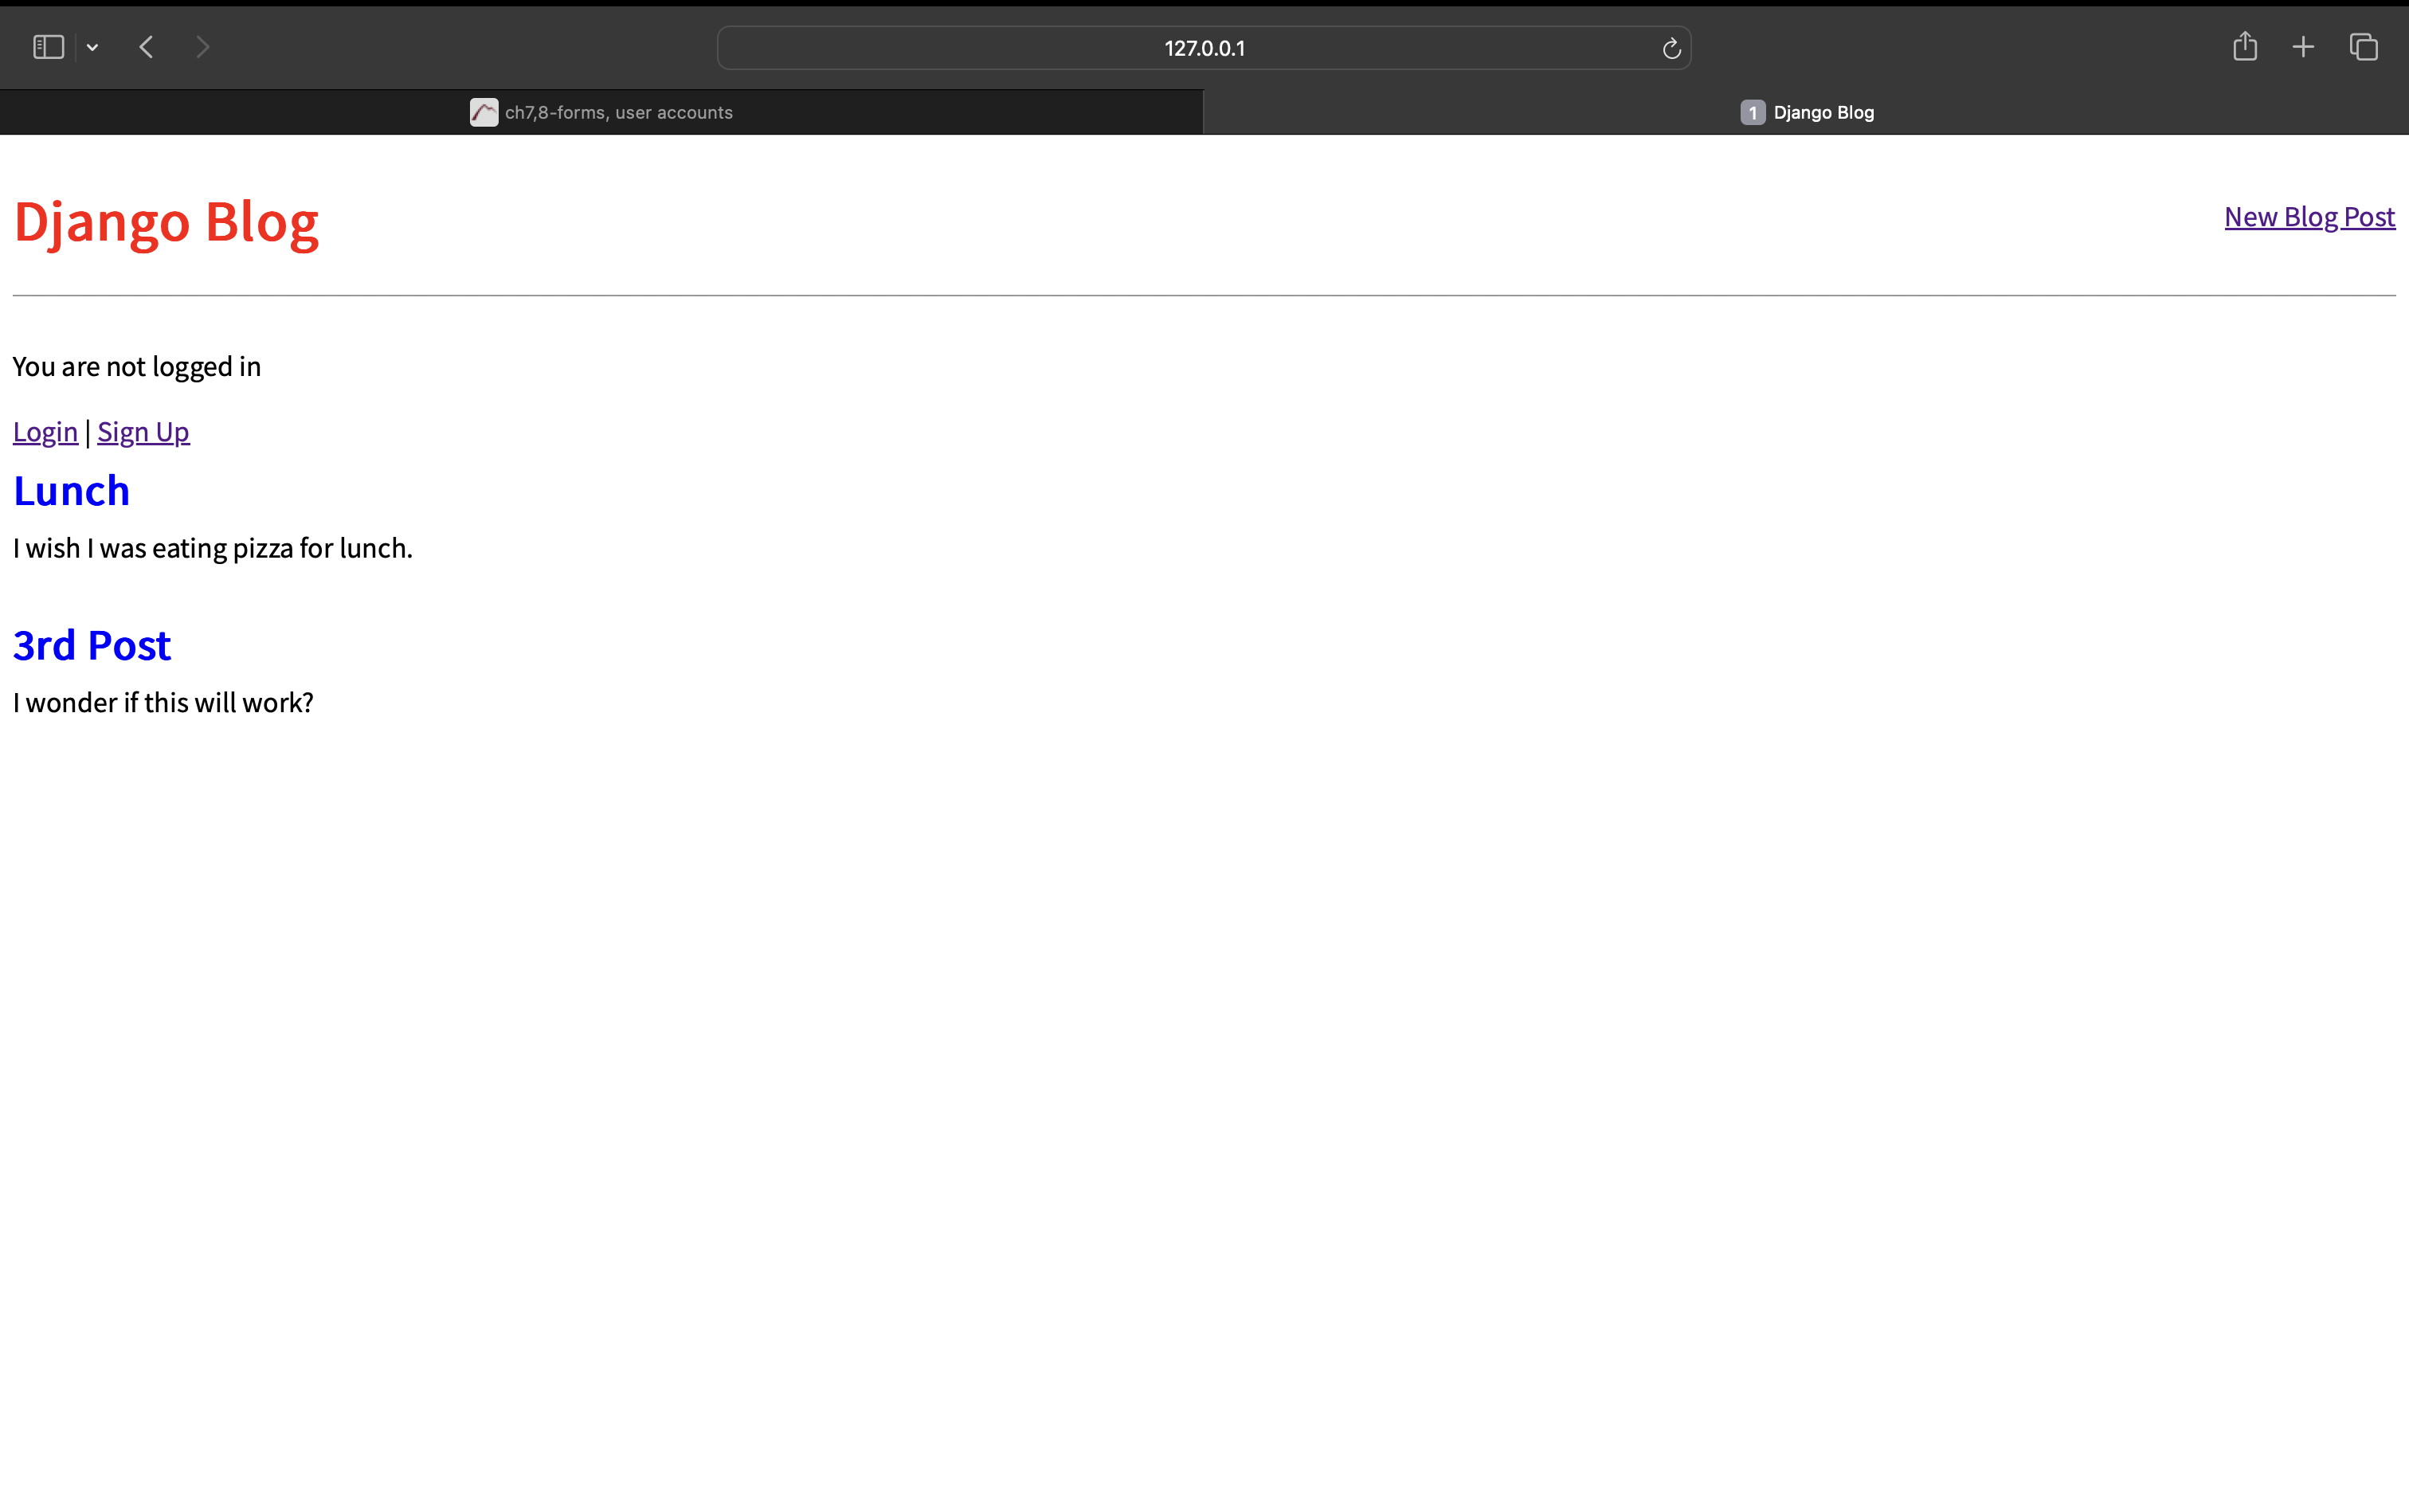 127.0.0.1
ch7,8-forms, user accounts
1 Django Blog
Django Blog
New Blog Post
You are not logged in
Login | Sign Up
Lunch
I wish I was eating pizza for lunch.
3rd Post
I wonder if this will work?